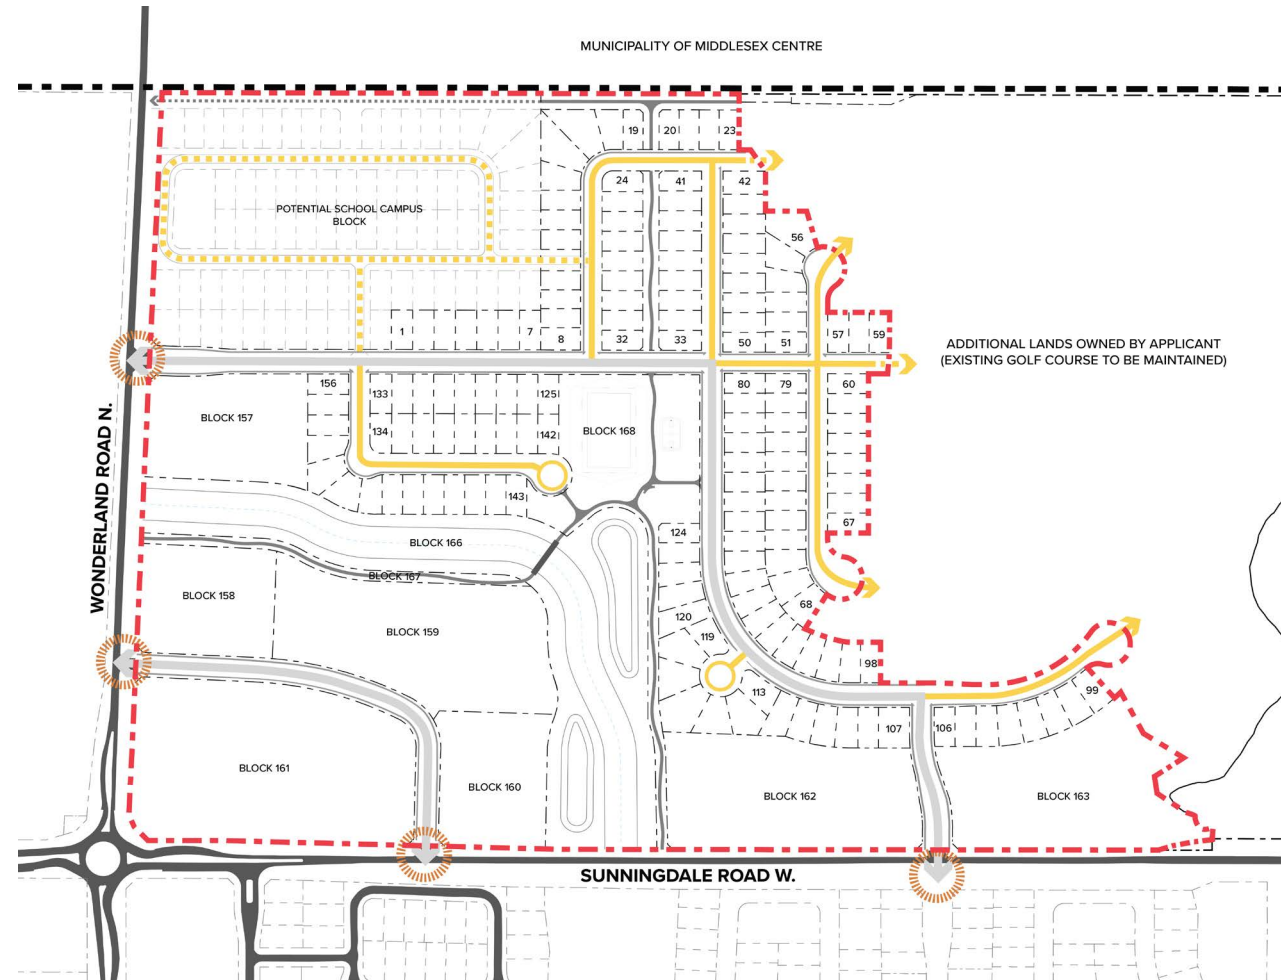 MUNICIPALITY OF MIDDLESEX CENTRE
19
20
23
24
41
42
POTENTIAL SCHOOL CAMPUS
BLOCK
56
1
7
8
32
33
50
51
57
59
ADDITIONAL LANDS OWNED BY APPLICANT
(EXISTING GOLF COURSE TO BE MAINTAINED)
156
133
125
80
79
60
BLOCK 157
134
142
BLOCK 168
WONDERLAND ROAD N.
143
67
124
BLOCK 166
BLOCK 167
BLOCK 158
68
120
BLOCK 159
119
98
113
99
107
106
BLOCK 161
BLOCK 160
BLOCK 162
BLOCK 163
SUNNINGDALE ROAD W.